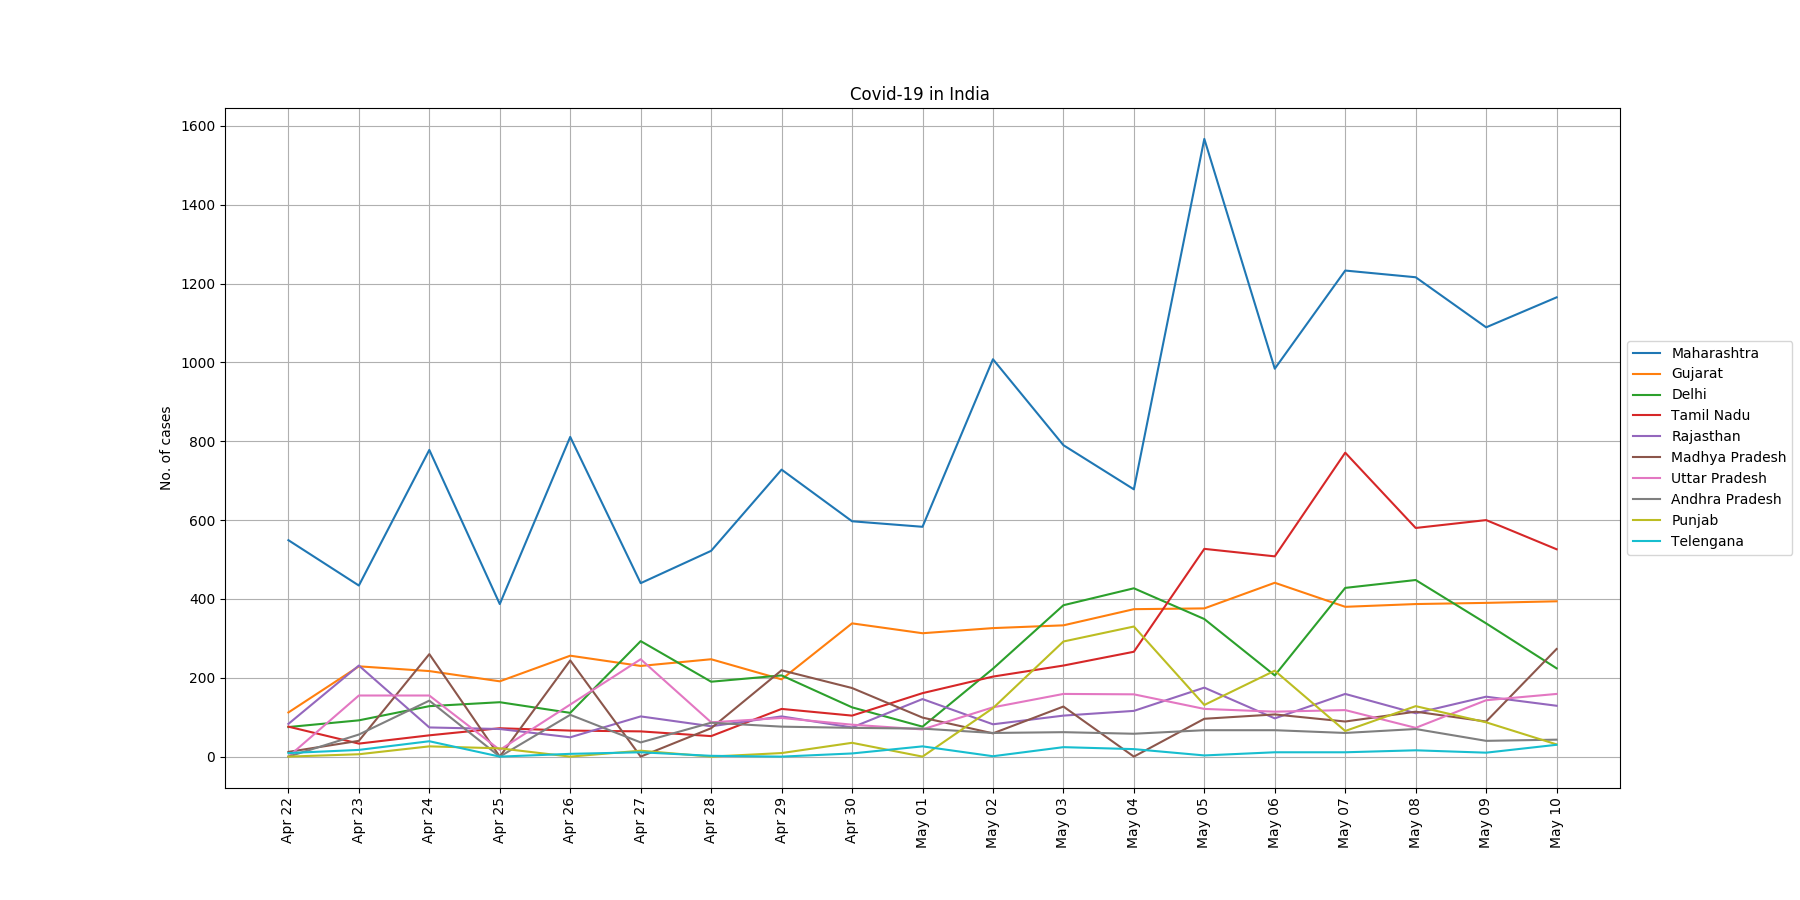 Covid-19 in India
1600
1400
1200
1000
800
600
400
200
0
No. of cases
Apr 22
Apr 23
Apr 24
Apr 25
Apr 26
Apr 27
Apr 28
Apr 29
Apr 30
May 01
May 02
May 03
May 04
May 05
May 06
May 07
May 08
May 09
May 10
Maharashtra
Gujarat
Delhi
Tamil Nadu
Rajasthan
Madhya Pradesh
Uttar Pradesh
Andhra Pradesh
Punjab
Telengana